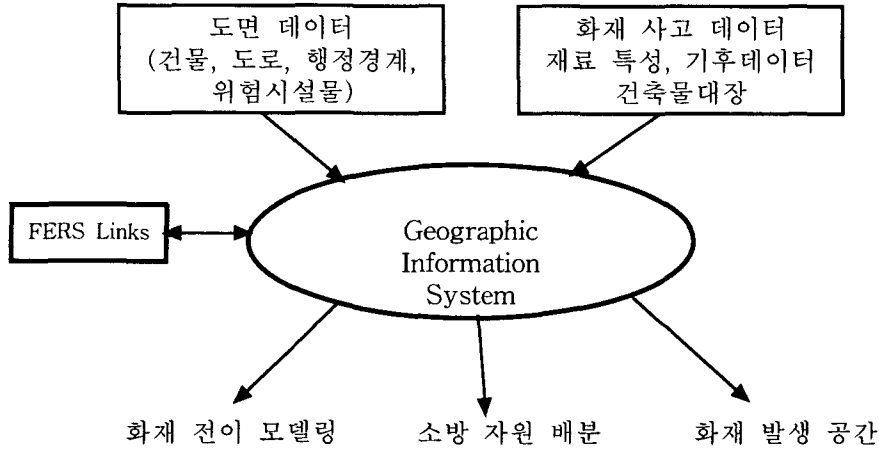 도면 데이터
(건물, 도로, 행정경계,
위험시설물)
화재 사고 데이터
재료 특성, 기후데이터
건축물대장
FERS Links
Geographic
Information
System
화재 전이 모델링
소방 자원 배분
화재 발생 공간